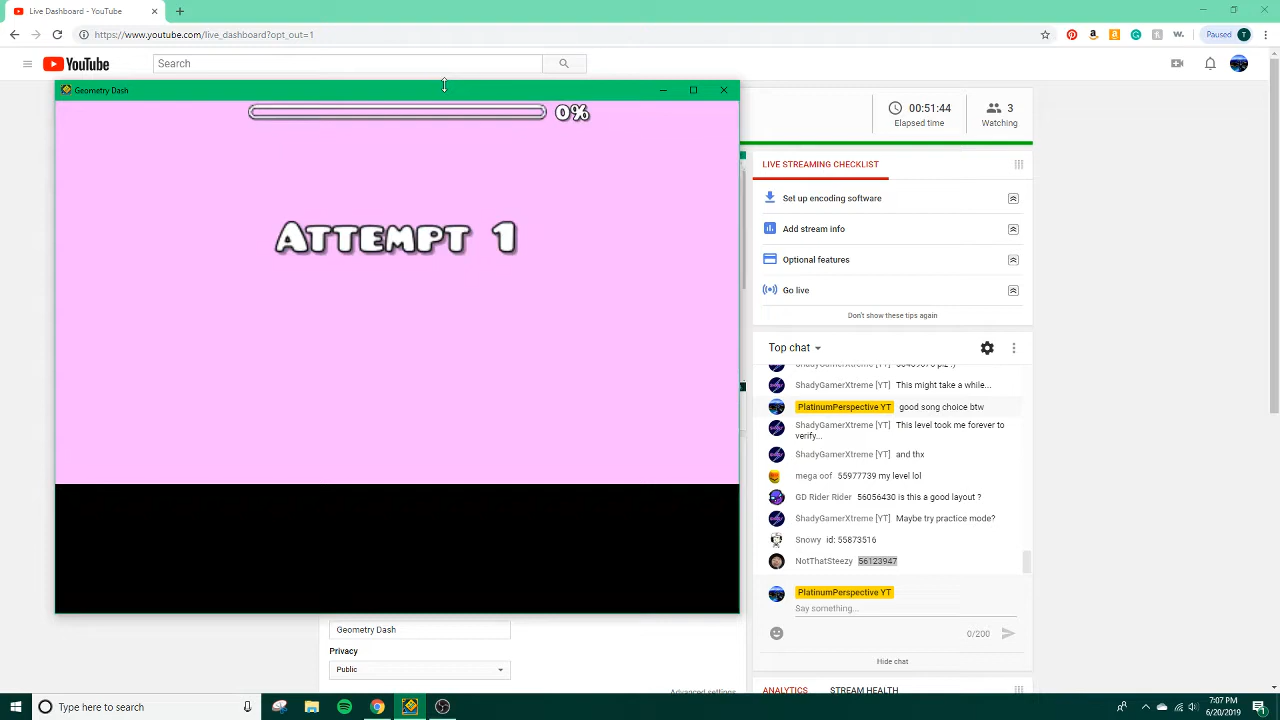 Live Dashboard - YouTube
https://www.youtube.com/live_dashboard?opt_out=1
Paused
T
YouTube
Search
Geometry Dash
0%
Attempt 1
00:51:44
Elapsed time
3
Watching
LIVE STREAMING CHECKLIST
Set up encoding software
Add stream info
Optional features
Go live
Don't show these tips again
Top chat
ShadyGamerXtreme [YT] This might take a while...
PlatinumPerspective YT good song choice btw
ShadyGamerXtreme [YT] This level took me forever to
verify...
ShadyGamerXtreme [YT] and thx
mega oof 55977739 my level lol
GD Rider Rider 56056430 is this a good layout ?
ShadyGamerXtreme [YT] Maybe try practice mode?
Snowy id: 55873516
NotThatSteezy 56123947
PlatinumPerspective YT
Say something...
0/200
Hide chat
Geometry Dash
Privacy
Public
Advanced settings
ANALYTICS
STREAM HEALTH
Type here to search
7:07 PM
6/20/2019